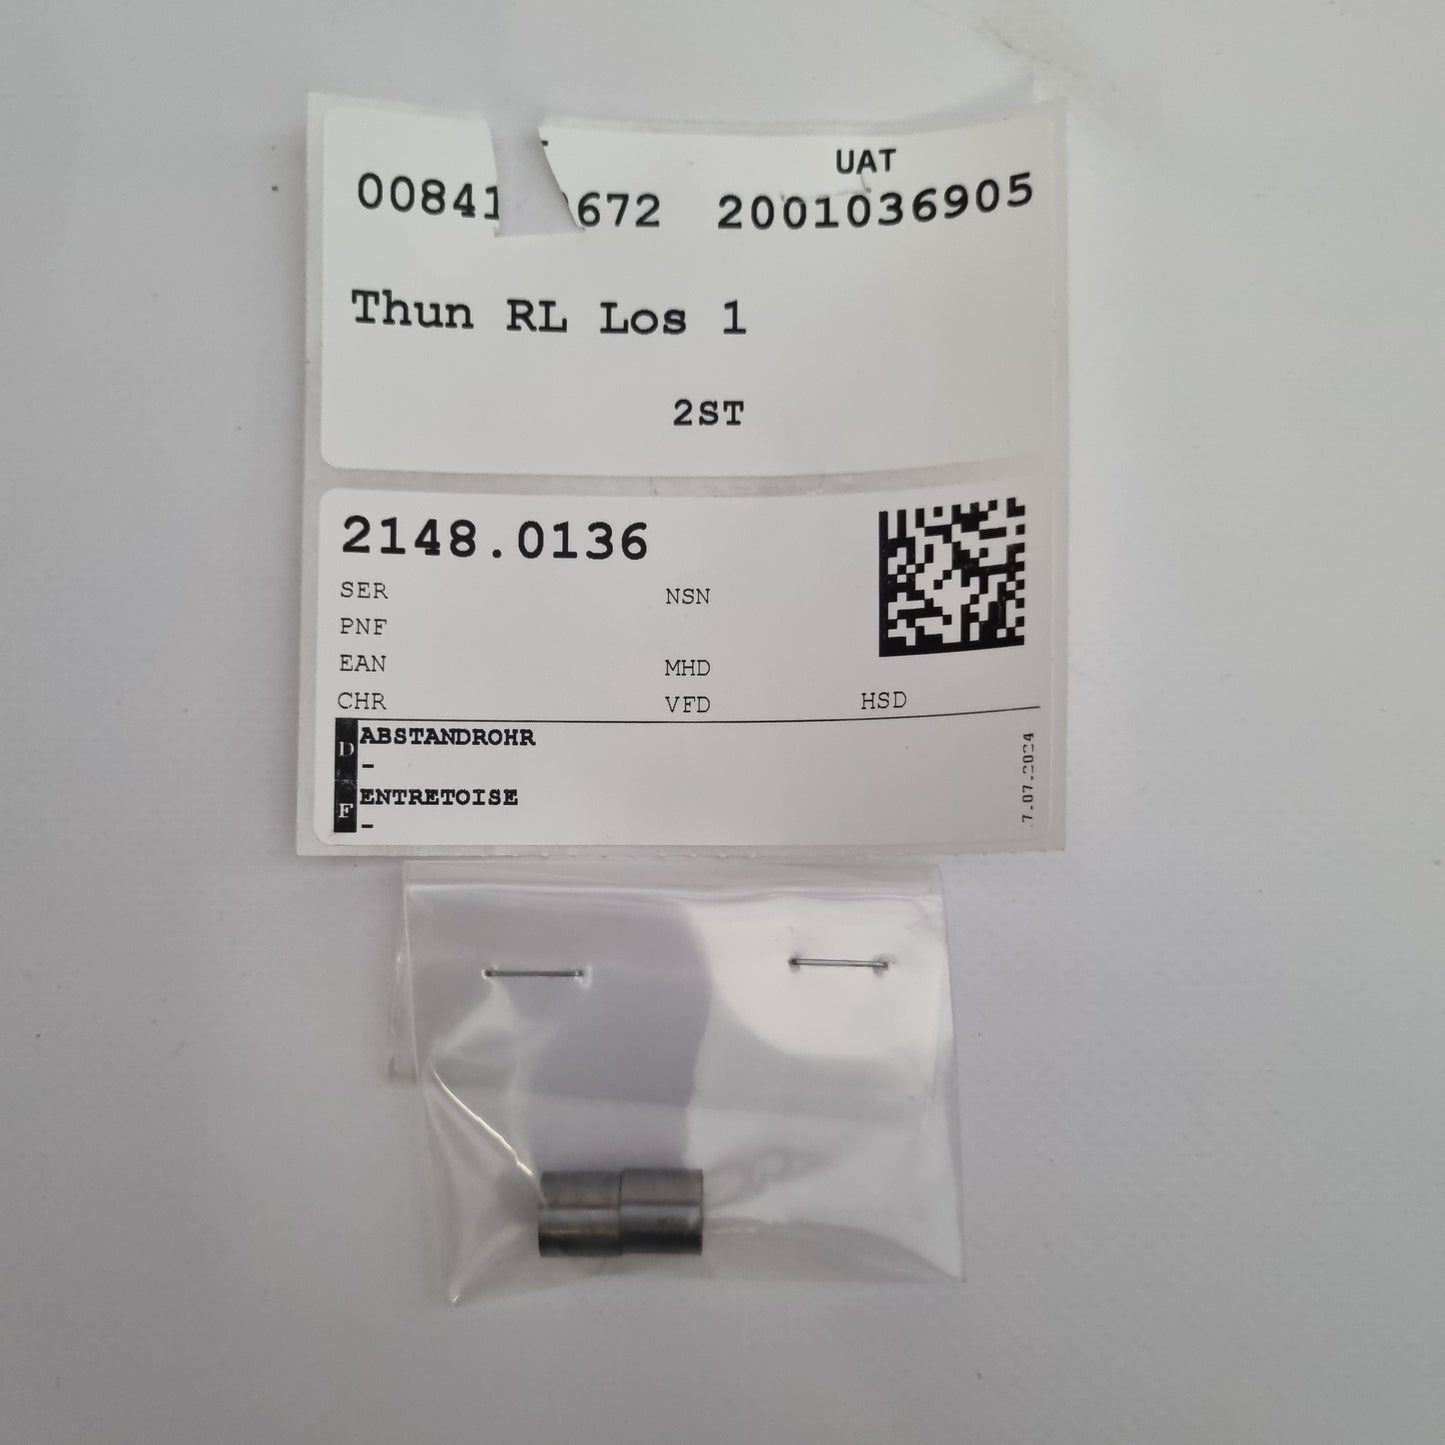 UAT
2001036905
Thun RL Los 1
2ST
2148.0136
SER NSN
PNF
EAN MHD
CHR VFD HSD
D ABSTANDROHR
-
F ENTRETOISE
-